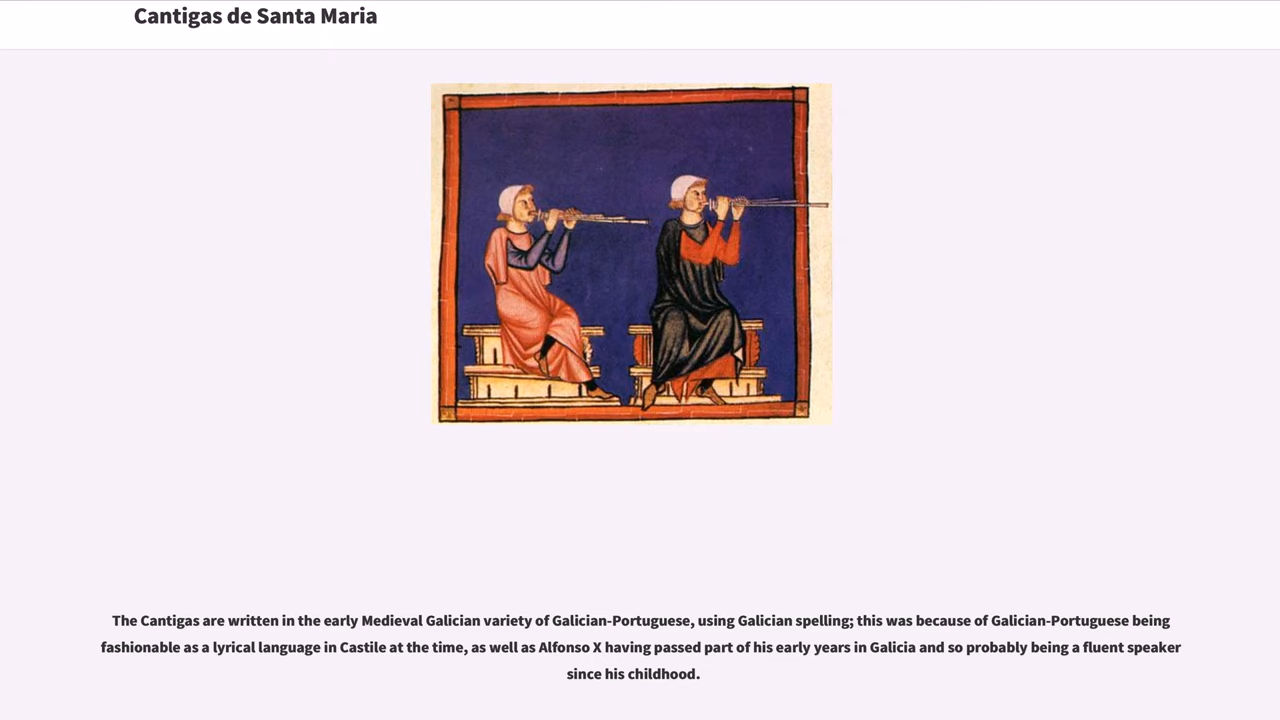 Cantigas de Santa Maria
The Cantigas are written in the early Medieval Galician variety of Galician-Portuguese, using Galician spelling; this was because of Galician-Portuguese being
fashionable as a lyrical language in Castile at the time, as well as Alfonso X having passed part of his early years in Galicia and so probably being a fluent speaker
since his childhood.